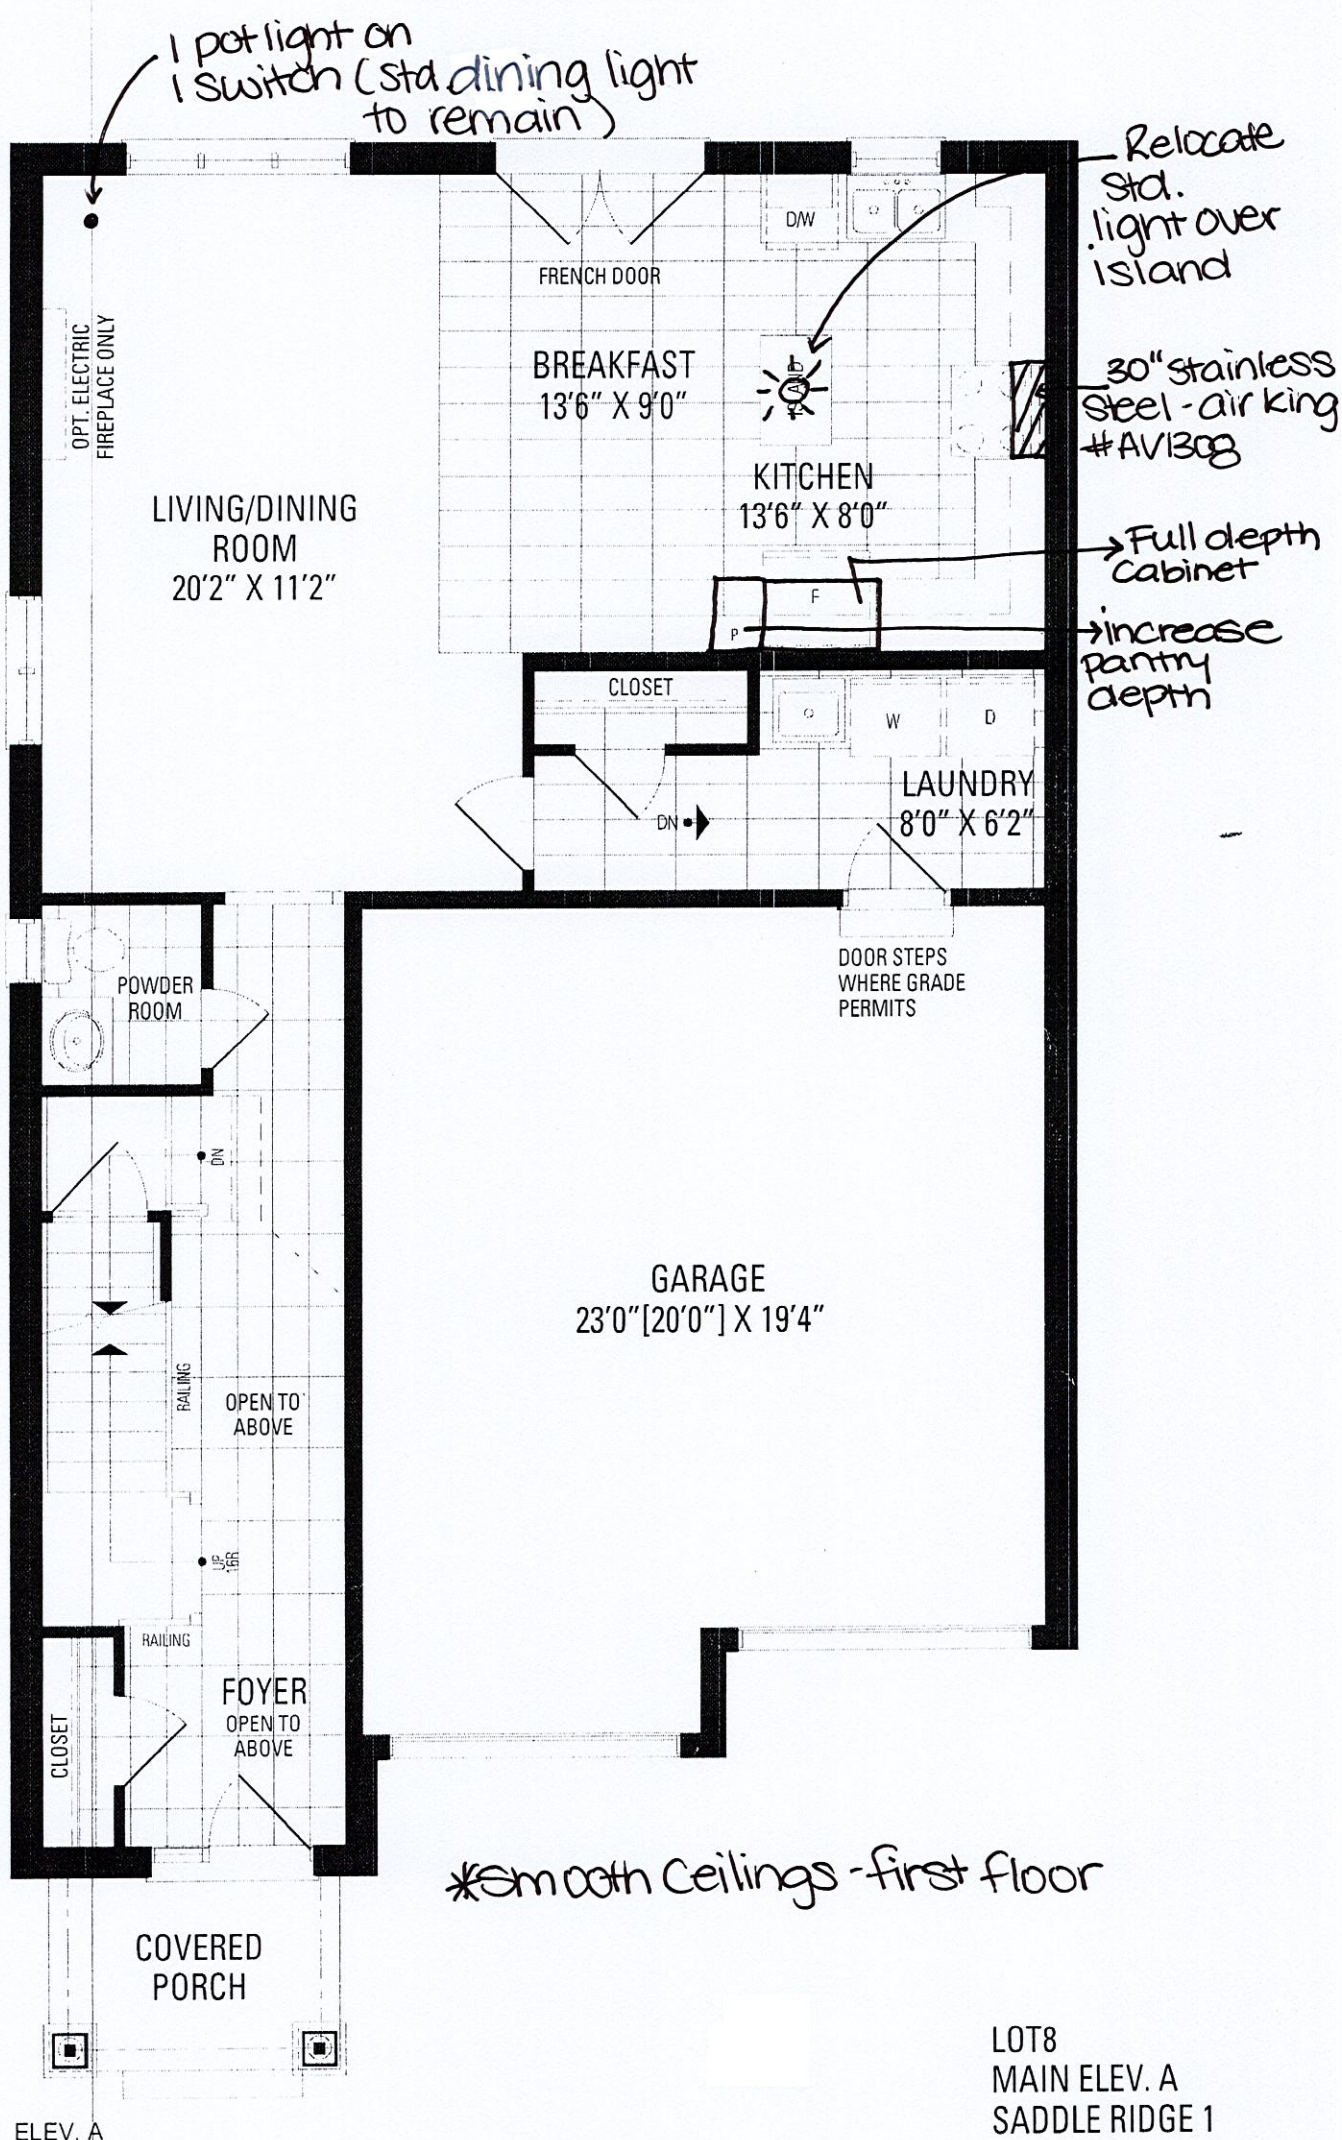 1 potlight on
1 switch (std. dining light
to remain)
Relocate
std.
light over
island
D/W
FRENCH DOOR
OPT. ELECTRIC
FIREPLACE ONLY
BREAKFAST
13'6" X 9'0"
ISLAND
30" stainless
steel - air king
#AV1308
KITCHEN
13'6" X 8'0"
LIVING/DINING
ROOM
20'2" X 11'2"
Full depth
cabinet
F
P
increase
pantry
depth
CLOSET
W
D
LAUNDRY
8'0" X 6'2"
DN
DOOR STEPS
WHERE GRADE
PERMITS
POWDER
ROOM
DN
GARAGE
23'0"[20'0"] X 19'4"
RAILING
OPEN TO
ABOVE
UP
16R
RAILING
FOYER
OPEN TO
ABOVE
CLOSET
*Smooth Ceilings - first floor
COVERED
PORCH
LOT8
MAIN ELEV. A
SADDLE RIDGE 1
ELEV. A